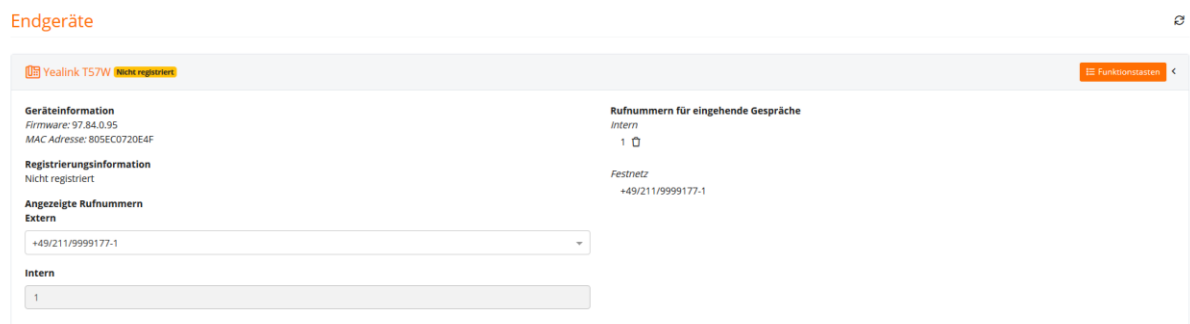 Endgeräte
Yealink T57W Nicht registriert
Funktionstasten
Geräteinformation
Firmware: 97.84.0.95
MAC Adresse: 805EC0720E4F
Registrierungsinformation
Nicht registriert
Angezeigte Rufnummern
Extern
+49/211/9999177-1
Intern
1
Rufnummern für eingehende Gespräche
Intern
1
Festnetz
+49/211/9999177-1